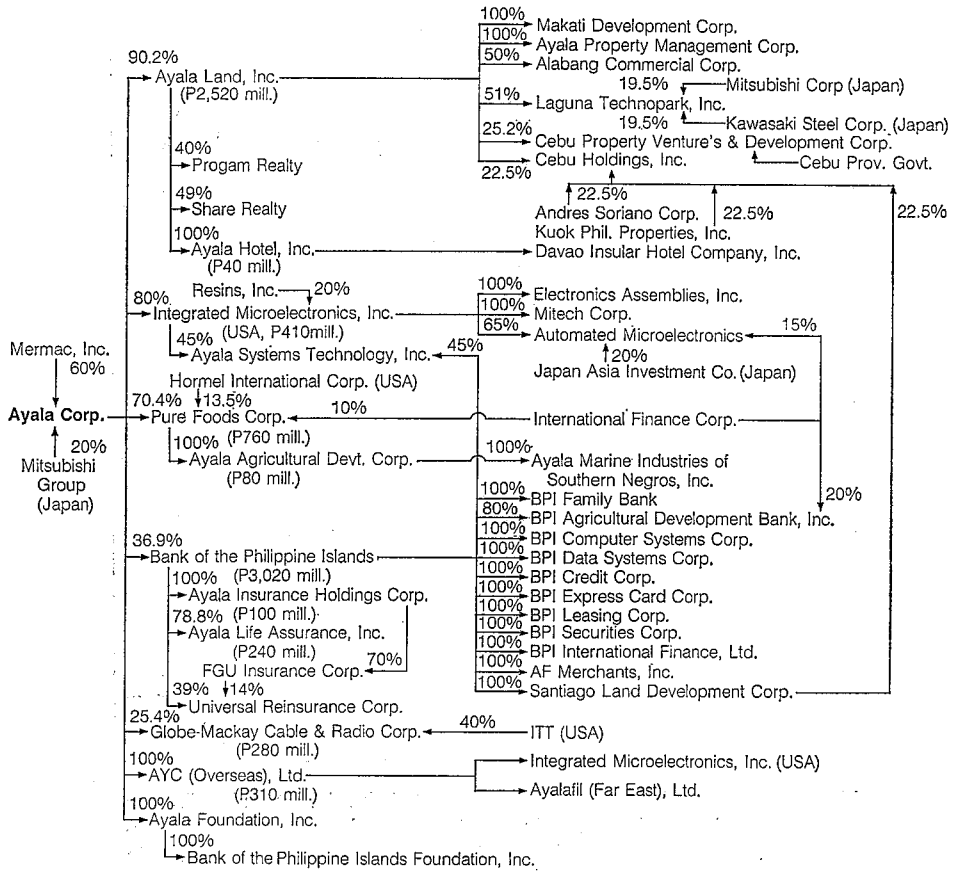 100%
Makati Development Corp.
100%
Ayala Property Management Corp.
90.2%
50%
Alabang Commercial Corp.
Ayala Land, Inc.
(P2,520 mill.)
19.5%
Mitsubishi Corp (Japan)
51%
Laguna Technopark, Inc.
19.5%
Kawasaki Steel Corp. (Japan)
25.2%
Cebu Property Venture's & Development Corp.
40%
Progam Realty
Cebu Holdings, Inc.
Cebu Prov. Govt.
22.5%
49%
Share Realty
22.5%
Andres Soriano Corp.
22.5%
22.5%
Kuok Phil. Properties, Inc.
100%
Ayala Hotel, Inc.
(P40 mill.)
Davao Insular Hotel Company, Inc.
Resins, Inc.
20%
80%
Integrated Microelectronics, Inc.
(USA, P410mill.)
100%
Electronics Assemblies, Inc.
100%
Mitech Corp.
65%
Automated Microelectronics
15%
45%
Ayala Systems Technology, Inc.
45%
20%
Japan Asia Investment Co. (Japan)
Mermac, Inc.
60%
Hormel International Corp. (USA)
70.4%
13.5%
Ayala Corp.
Pure Foods Corp.
(P760 mill.)
10%
International Finance Corp.
20%
Mitsubishi
Group
(Japan)
100%
Ayala Agricultural Devt. Corp.
(P80 mill.)
100%
Ayala Marine Industries of
Southern Negros, Inc.
20%
100%
BPI Family Bank
80%
BPI Agricultural Development Bank, Inc.
100%
BPI Computer Systems Corp.
36.9%
Bank of the Philippine Islands
(P3,020 mill.)
100%
BPI Data Systems Corp.
100%
BPI Credit Corp.
100%
Ayala Insurance Holdings Corp.
(P100 mill.)
100%
BPI Express Card Corp.
100%
BPI Leasing Corp.
78.8%
Ayala Life Assurance, Inc.
(P240 mill.)
100%
BPI Securities Corp.
100%
BPI International Finance, Ltd.
70%
FGU Insurance Corp.
100%
AF Merchants, Inc.
100%
Santiago Land Development Corp.
39%
14%
Universal Reinsurance Corp.
25.4%
Globe-Mackay Cable & Radio Corp.
(P280 mill.)
40%
ITT (USA)
100%
AYC (Overseas), Ltd.
(P310 mill.)
Integrated Microelectronics, Inc. (USA)
Ayalafil (Far East), Ltd.
100%
Ayala Foundation, Inc.
100%
Bank of the Philippine Islands Foundation, Inc.